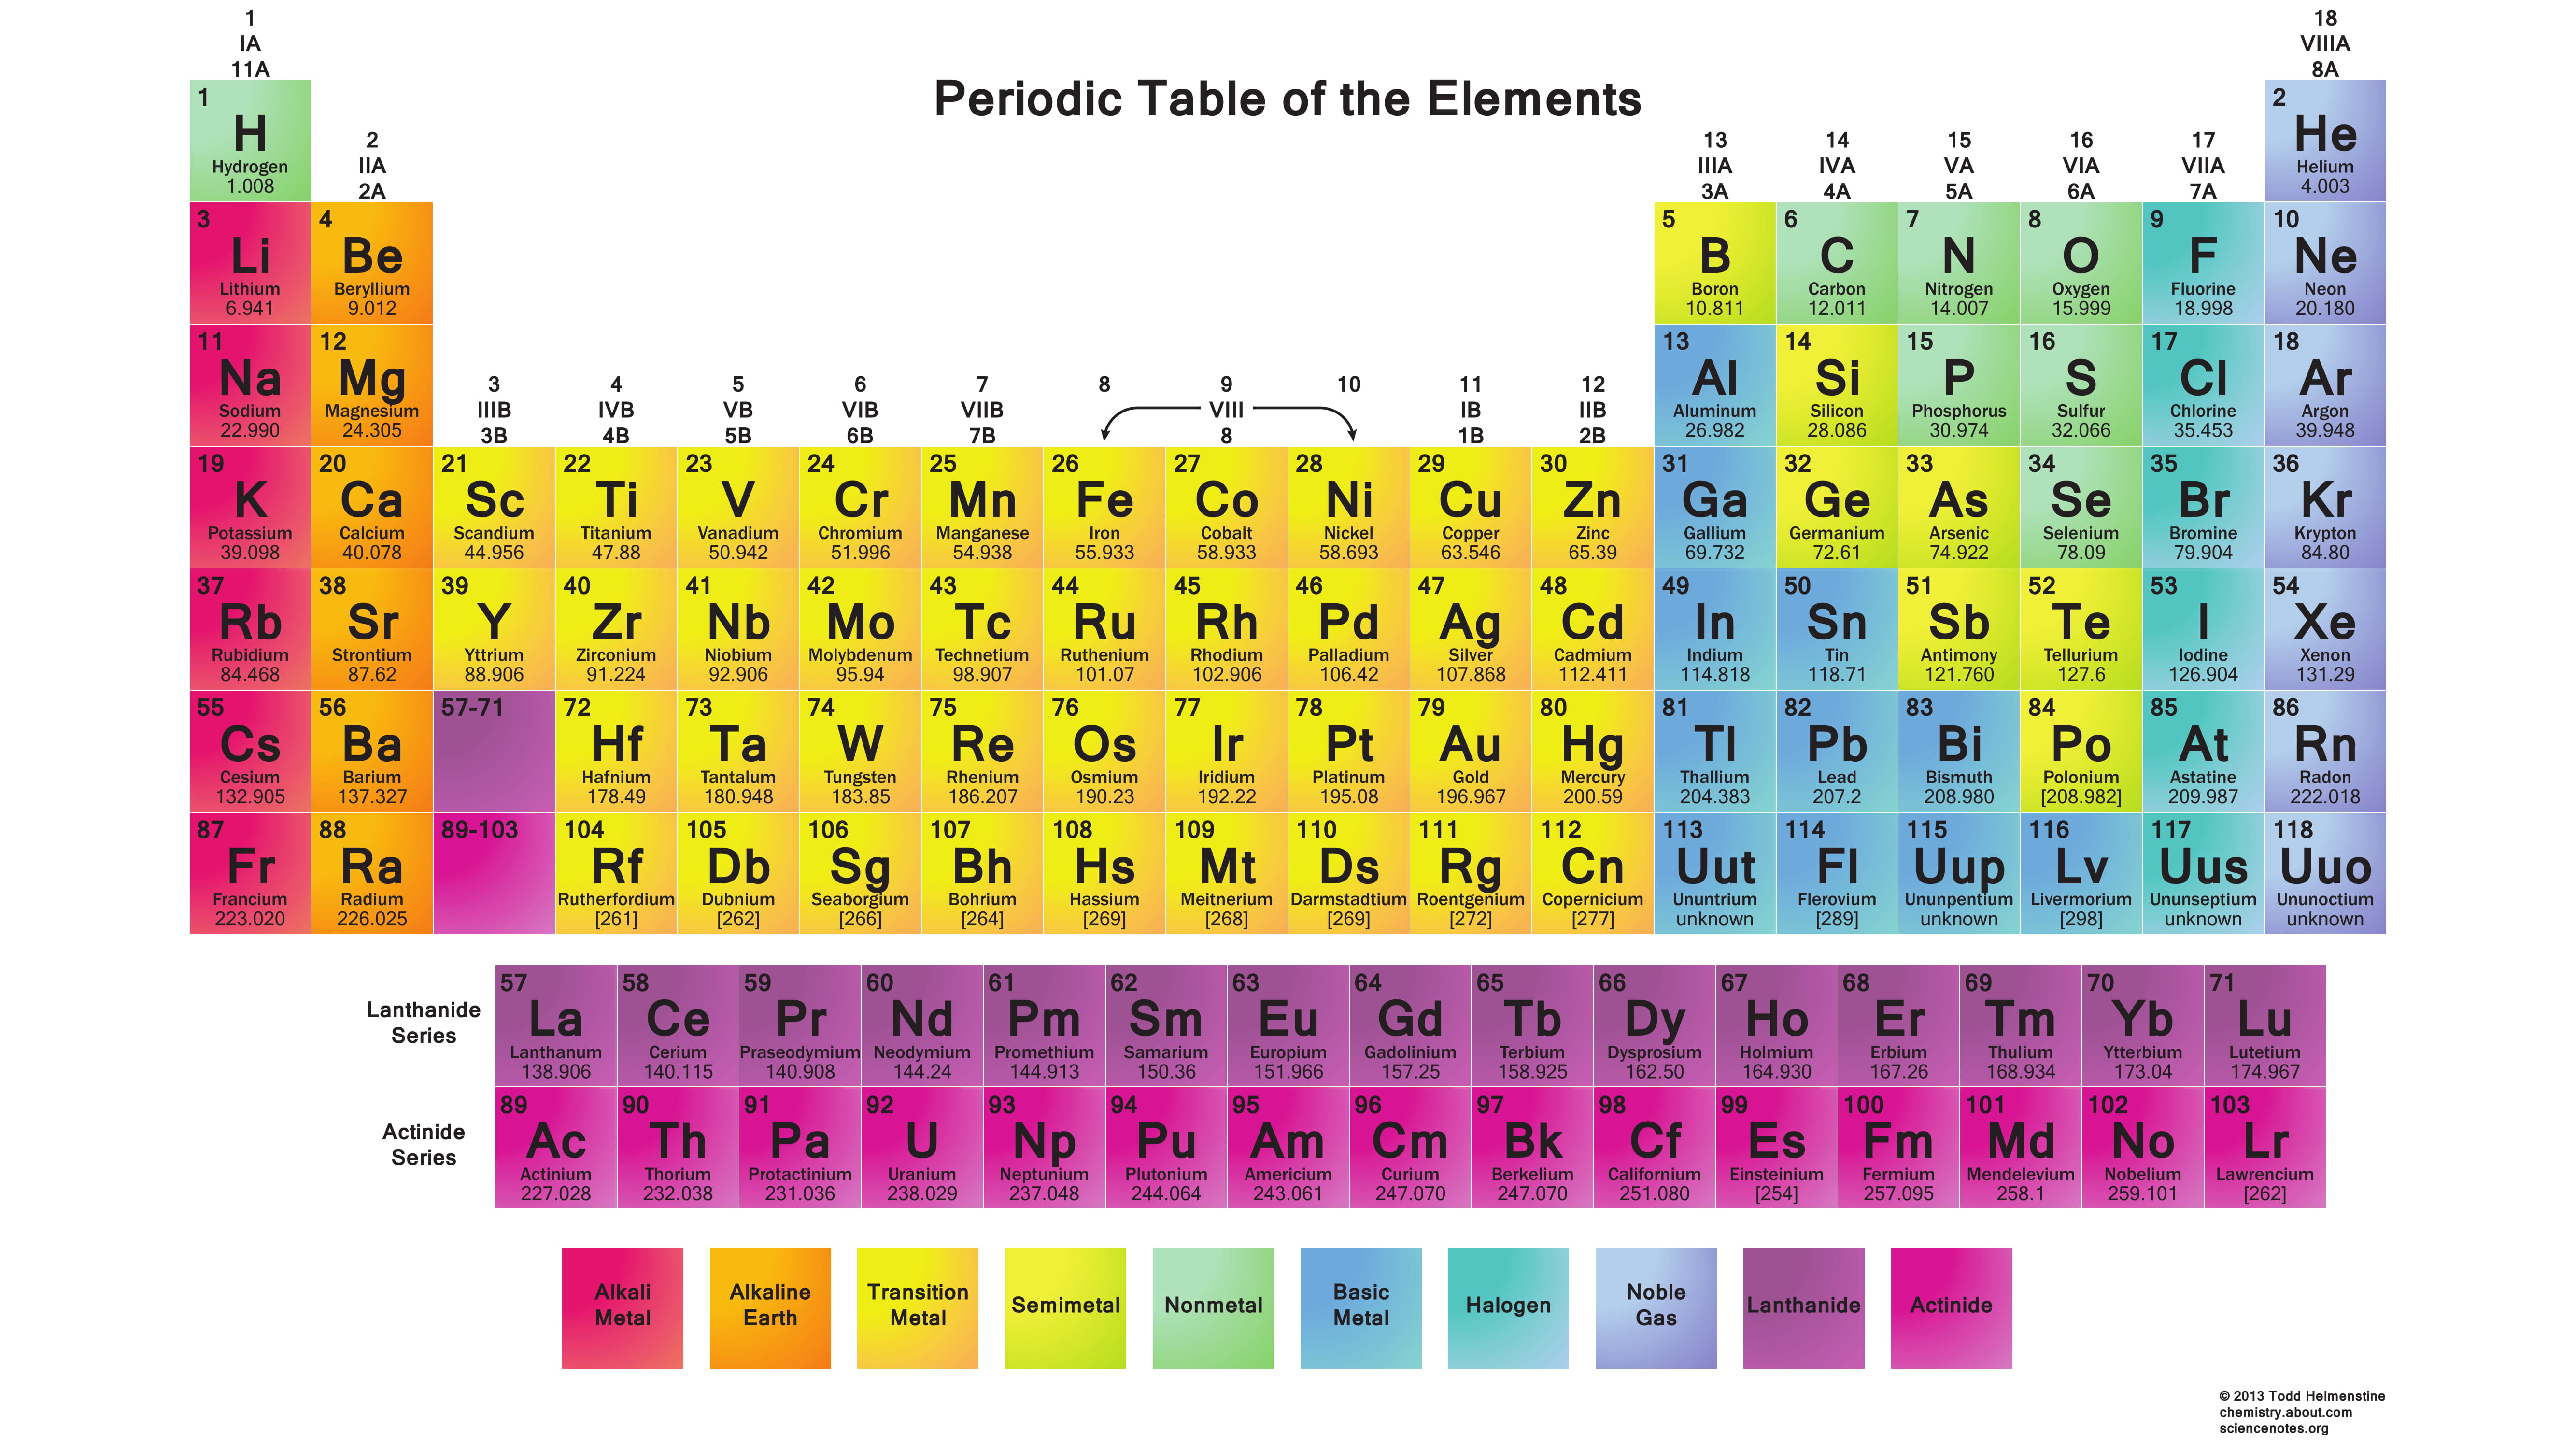 1 18
IA VIIIA
11A 8A
Periodic Table of the Elements
1 2
H He
Hydrogen Helium
1.008 4.003
2 13 14 15 16 17
IIA IIIA IVA VA VIA VIIA
2A 3A 4A 5A 6A 7A
3 4 5 6 7 8 9 10
Li Be B C N O F Ne
Lithium Beryllium Boron Carbon Nitrogen Oxygen Fluorine Neon
6.941 9.012 10.811 12.011 14.007 15.999 18.998 20.180
11 12 13 14 15 16 17 18
Na Mg Al Si P S Cl Ar
Sodium Magnesium Aluminum Silicon Phosphorus Sulfur Chlorine Argon
22.990 24.305 26.982 28.086 30.974 32.066 35.453 39.948
3 4 5 6 7 8 9 10 11 12
IIIB IVB VB VIB VIIB VIII IB IIB
3B 4B 5B 6B 7B 8 1B 2B
19 20 21 22 23 24 25 26 27 28 29 30 31 32 33 34 35 36
K Ca Sc Ti V Cr Mn Fe Co Ni Cu Zn Ga Ge As Se Br Kr
Potassium Calcium Scandium Titanium Vanadium Chromium Manganese Iron Cobalt Nickel Copper Zinc Gallium Germanium Arsenic Selenium Bromine Krypton
39.098 40.078 44.956 47.88 50.942 51.996 54.938 55.933 58.933 58.693 63.546 65.39 69.732 72.61 74.922 78.09 79.904 84.80
37 38 39 40 41 42 43 44 45 46 47 48 49 50 51 52 53 54
Rb Sr Y Zr Nb Mo Tc Ru Rh Pd Ag Cd In Sn Sb Te I Xe
Rubidium Strontium Yttrium Zirconium Niobium Molybdenum Technetium Ruthenium Rhodium Palladium Silver Cadmium Indium Tin Antimony Tellurium Iodine Xenon
84.468 87.62 88.906 91.224 92.906 95.94 98.907 101.07 102.906 106.42 107.868 112.411 114.818 118.71 121.760 127.6 126.904 131.29
55 56 57-71 72 73 74 75 76 77 78 79 80 81 82 83 84 85 86
Cs Ba Hf Ta W Re Os Ir Pt Au Hg Tl Pb Bi Po At Rn
Cesium Barium Hafnium Tantalum Tungsten Rhenium Osmium Iridium Platinum Gold Mercury Thallium Lead Bismuth Polonium Astatine Radon
132.905 137.327 178.49 180.948 183.85 186.207 190.23 192.22 195.08 196.967 200.59 204.383 207.2 208.980 [208.982] 209.987 222.018
87 88 89-103 104 105 106 107 108 109 110 111 112 113 114 115 116 117 118
Fr Ra Rf Db Sg Bh Hs Mt Ds Rg Cn Uut Fl Uup Lv Uus Uuo
Francium Radium Rutherfordium Dubnium Seaborgium Bohrium Hassium Meitnerium Darmstadtium Roentgenium Copernicium Ununtrium Flerovium Ununpentium Livermorium Ununseptium Ununoctium
223.020 226.025 [261] [262] [266] [264] [269] [268] [269] [272] [277] unknown [289] unknown [298] unknown unknown
Lanthanide
Series
57 58 59 60 61 62 63 64 65 66 67 68 69 70 71
La Ce Pr Nd Pm Sm Eu Gd Tb Dy Ho Er Tm Yb Lu
Lanthanum Cerium Praseodymium Neodymium Promethium Samarium Europium Gadolinium Terbium Dysprosium Holmium Erbium Thulium Ytterbium Lutetium
138.906 140.115 140.908 144.24 144.913 150.36 151.966 157.25 158.925 162.50 164.930 167.26 168.934 173.04 174.967
Actinide
Series
89 90 91 92 93 94 95 96 97 98 99 100 101 102 103
Ac Th Pa U Np Pu Am Cm Bk Cf Es Fm Md No Lr
Actinium Thorium Protactinium Uranium Neptunium Plutonium Americium Curium Berkelium Californium Einsteinium Fermium Mendelevium Nobelium Lawrencium
227.028 232.038 231.036 238.029 237.048 244.064 243.061 247.070 247.070 251.080 [254] 257.095 258.1 259.101 [262]
Alkali
Metal
Alkaline
Earth
Transition
Metal
Semimetal
Nonmetal
Basic
Metal
Halogen
Noble
Gas
Lanthanide
Actinide
© 2013 Todd Helmenstine
chemistry.about.com
sciencenotes.org